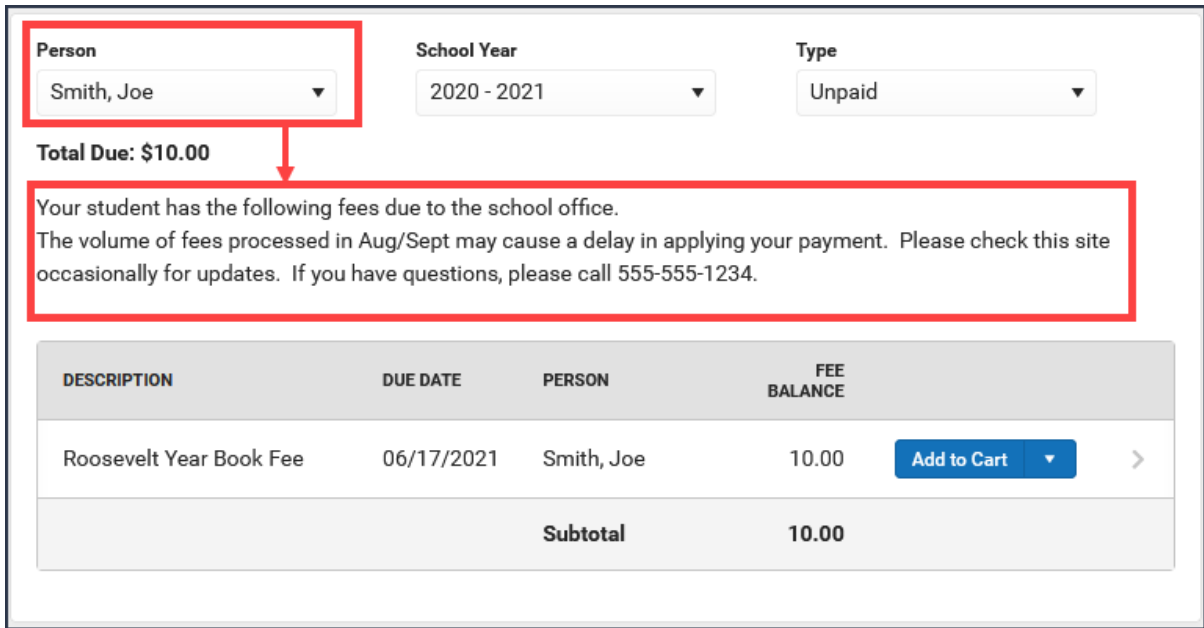 Person School Year Type
Smith, Joe 2020 - 2021 Unpaid
Total Due: $10.00
Your student has the following fees due to the school office.
The volume of fees processed in Aug/Sept may cause a delay in applying your payment.  Please check this site
occasionally for updates.  If you have questions, please call 555-555-1234.
DESCRIPTION DUE DATE PERSON FEE BALANCE
Roosevelt Year Book Fee 06/17/2021 Smith, Joe 10.00 Add to Cart
Subtotal 10.00